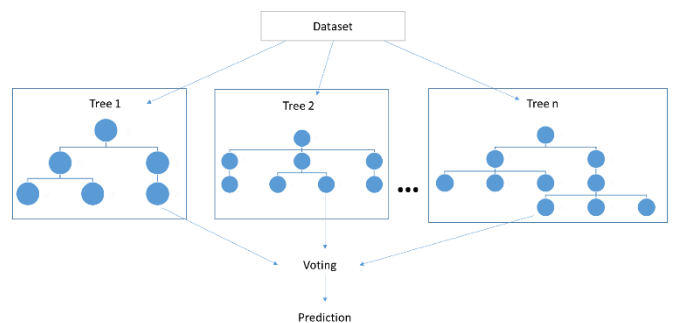 Dataset
Tree 1
Tree 2
Tree n
...
Voting
Prediction